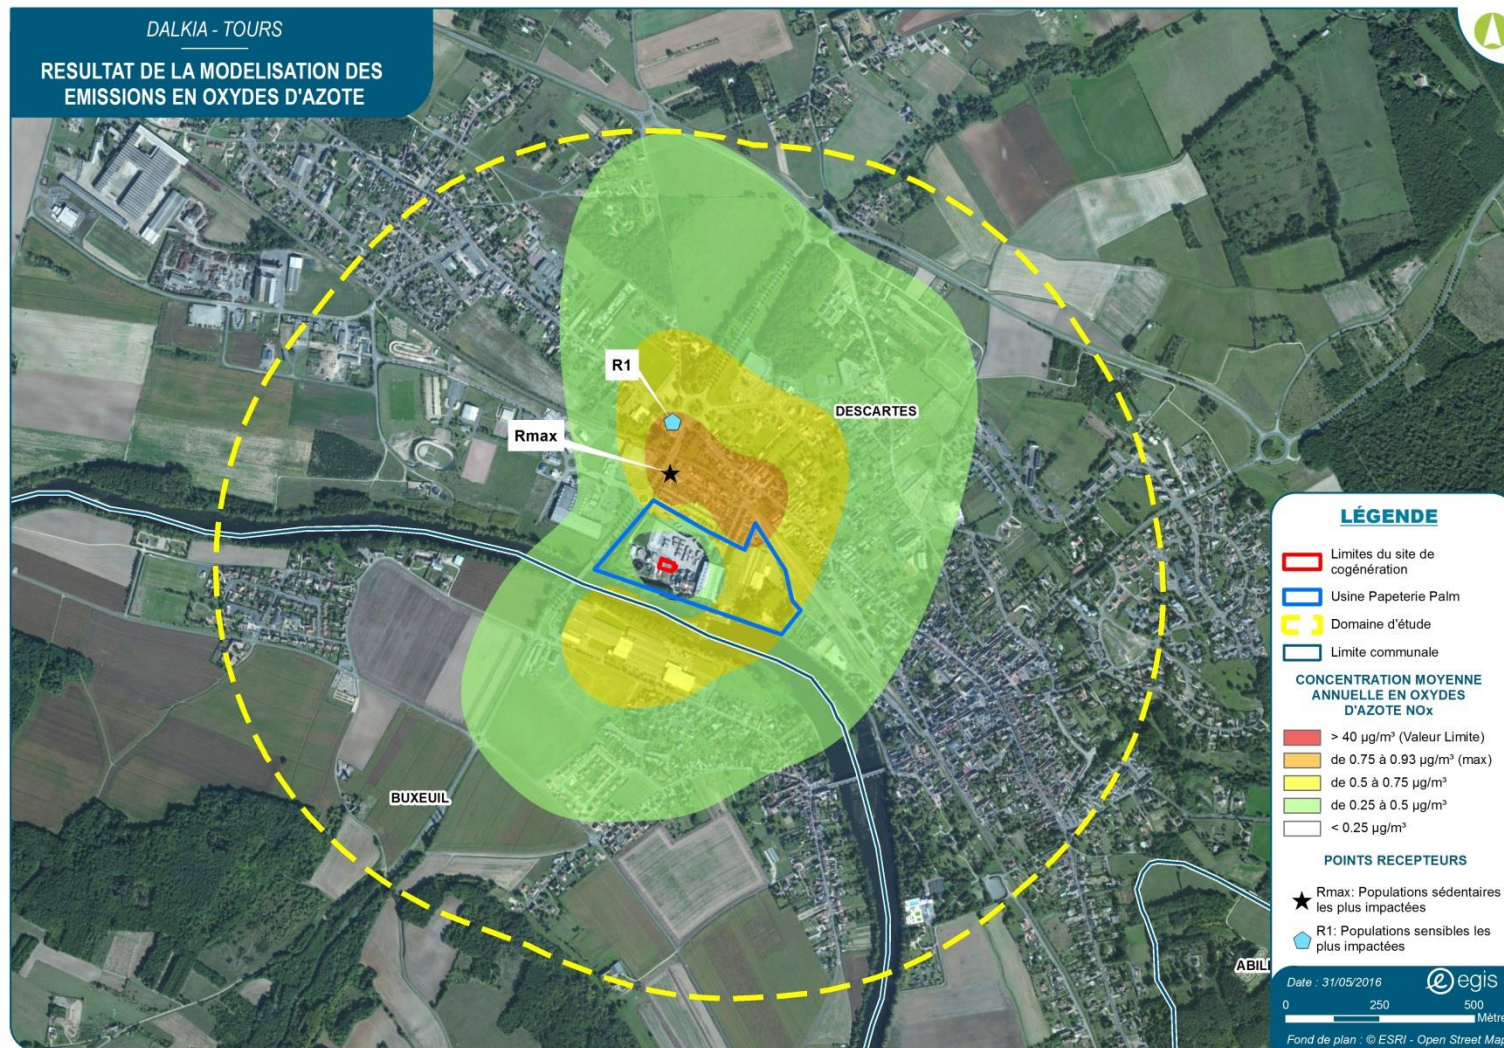 DALKIA - TOURS
RESULTAT DE LA MODELISATION DES
EMISSIONS EN OXYDES D'AZOTE
R1
DESCARTES
Rmax
BUXEUIL
LÉGENDE
Limites du site de
cogénération
Usine Papeterie Palm
Domaine d'étude
Limite communale
CONCENTRATION MOYENNE
ANNUELLE EN OXYDES
D'AZOTE NOx
> 40 µg/m³ (Valeur Limite)
de 0.75 à 0.93 µg/m³ (max)
de 0.5 à 0.75 µg/m³
de 0.25 à 0.5 µg/m³
< 0.25 µg/m³
POINTS RECEPTEURS
Rmax: Populations sédentaires
les plus impactées
R1: Populations sensibles les
plus impactées
ABIL
Date : 31/05/2016
egis
0 250 500
Mètre
Fond de plan : © ESRI - Open Street Map